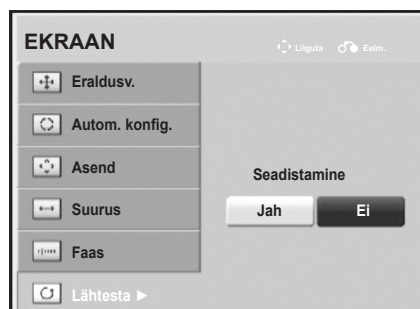 EKRAAN
Liiguta Eelm.
Eraldusv.
Autom. konfig.
Asend
Suurus
Faas
Lähtesta ►
Seadistamine
Jah Ei